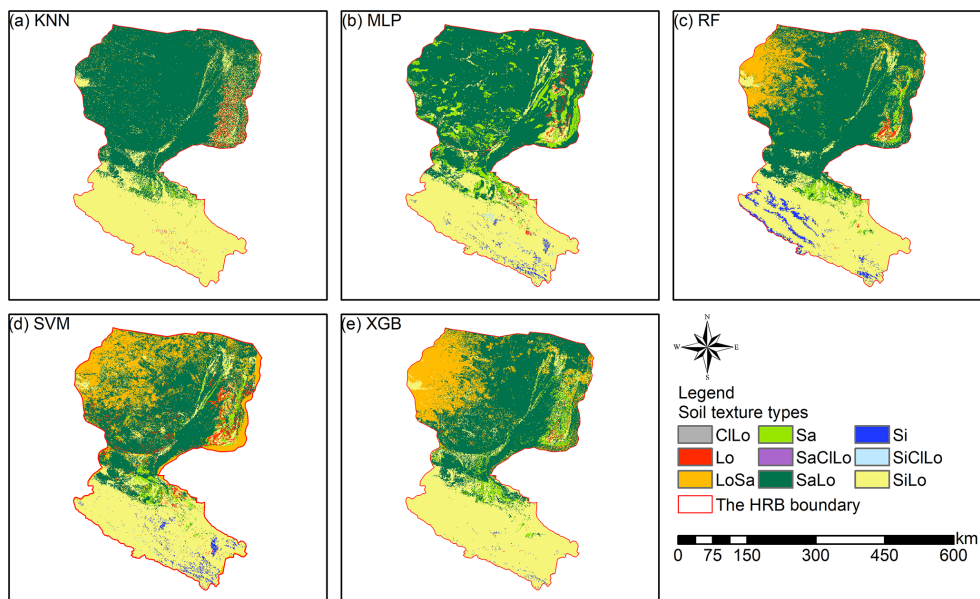 (a) KNN
(b) MLP
(c) RF
(d) SVM
(e) XGB
N
W E
S
Legend
Soil texture types
ClLo Sa Si
Lo SaClLo SiClLo
LoSa SaLo SiLo
The HRB boundary
km
0 75 150 300 450 600